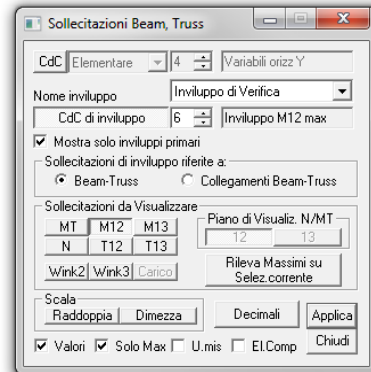 Sollecitazioni Beam, Truss
CdC Elementare 4 Variabili orizz Y
Nome inviluppo Inviluppo di Verifica
CdC di inviluppo 6 Inviluppo M12 max
Mostra solo inviluppi primari
Sollecitazioni di inviluppo riferite a:
Beam-Truss Collegamenti Beam-Truss
Sollecitazioni da Visualizzare
Piano di Visualiz. N/MT
MT M12 M13
12 13
N T12 T13
Wink2 Wink3 Carico
Rileva Massimi su
Selez.corrente
Scala
Raddoppia Dimezza
Decimali Applica
Valori Solo Max U.mis El.Comp Chiudi